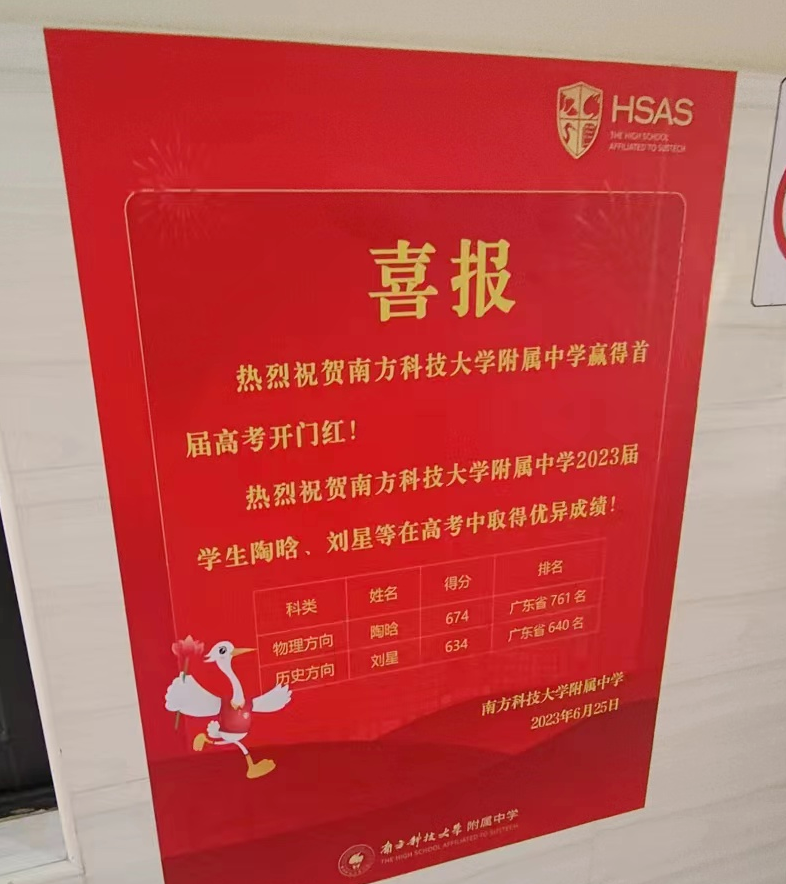 HSAS
THE HIGH SCHOOL
AFFILIATED TO SUSTECH
喜报
热烈祝贺南方科技大学附属中学赢得首
届高考开门红！
热烈祝贺南方科技大学附属中学2023届
学生陶晗、刘星等在高考中取得优异成绩！
科类 姓名 得分 排名
物理方向 陶晗 674 广东省 761 名
历史方向 刘星 634 广东省 640 名
南方科技大学附属中学
2023年6月25日
南方科技大学 附属中学
THE HIGH SCHOOL AFFILIATED TO SUSTECH